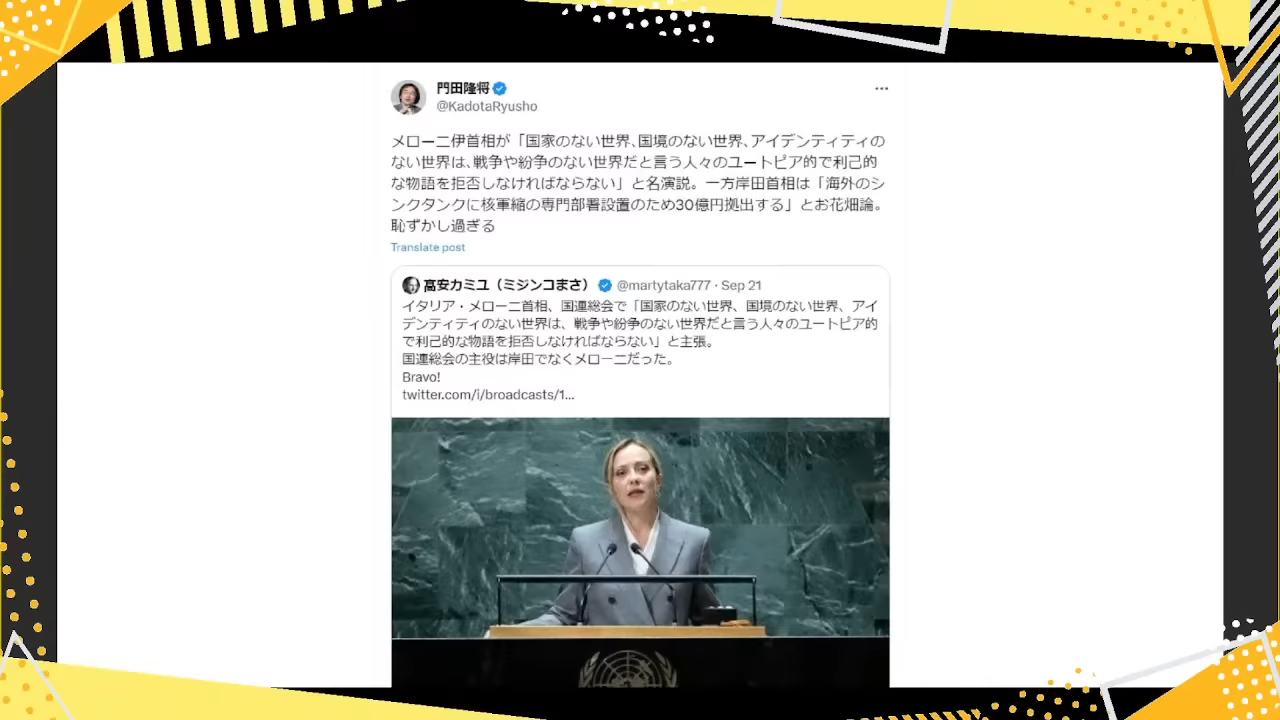 門田隆将
@KadotaRyusho
メローニ伊首相が「国家のない世界、国境のない世界、アイデンティティの
ない世界は、戦争や紛争のない世界だと言う人々のユートピア的で利己的
な物語を拒否しなければならない」と名演説。一方岸田首相は「海外のシ
ンクタンクに核軍縮の専門部署設置のため30億円拠出する」とお花畑論。
恥ずかし過ぎる
Translate post
高安カミユ（ミジンコまさ） @martytaka777 · Sep 21
イタリア・メローニ首相、国連総会で「国家のない世界、国境のない世界、アイ
デンティティのない世界は、戦争や紛争のない世界だと言う人々のユートピア的
で利己的な物語を拒否しなければならない」と主張。
国連総会の主役は岸田でなくメローニだった。
Bravo!
twitter.com/i/broadcasts/1...